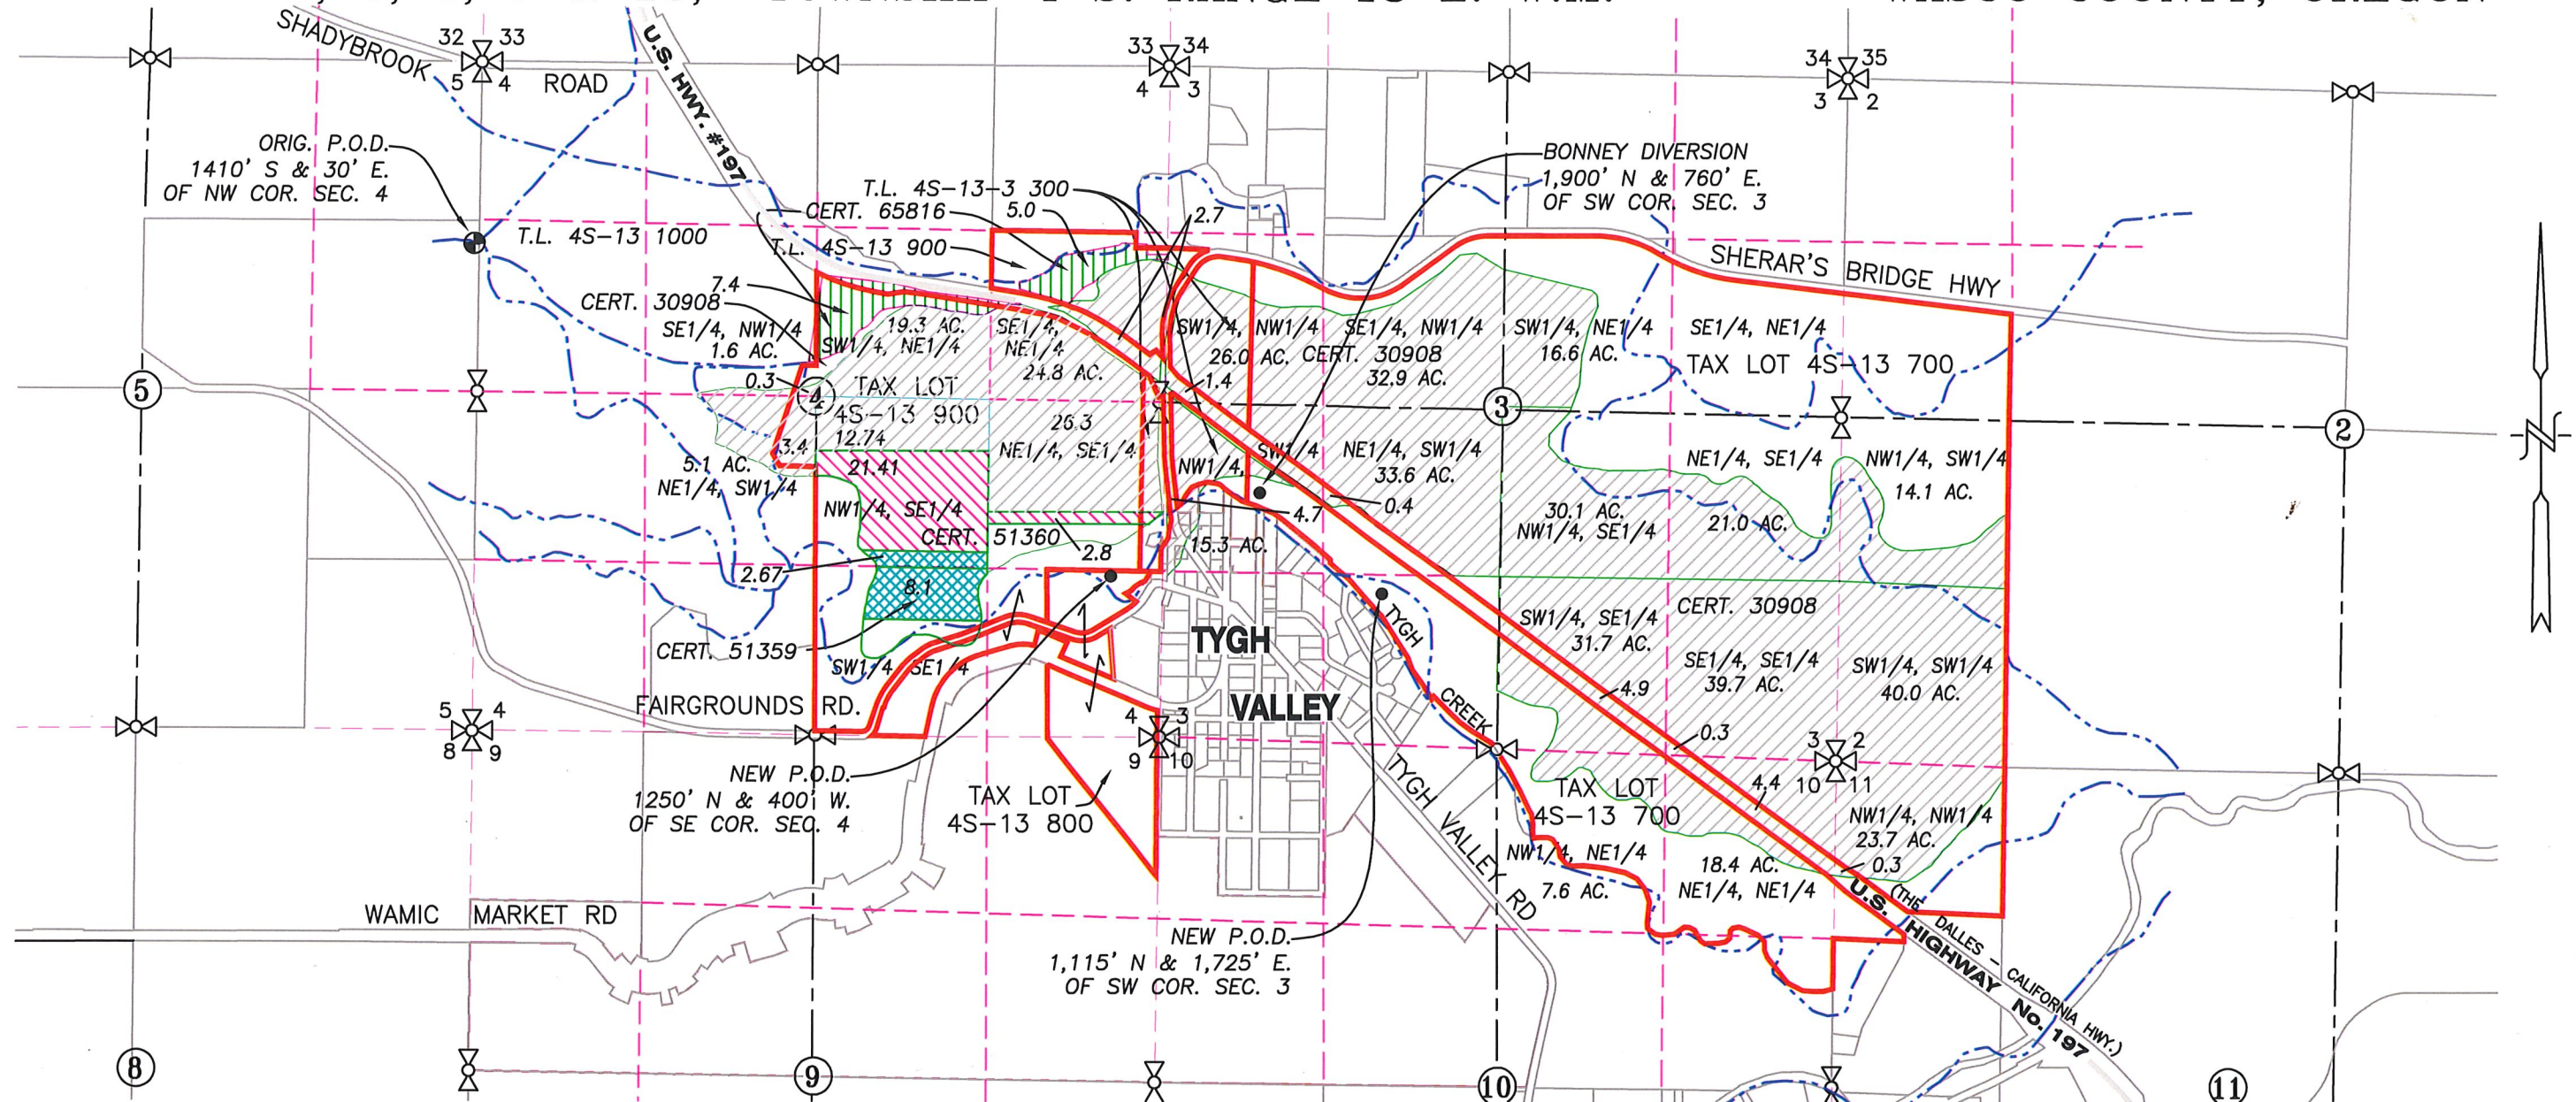 TOWNSHIP 4 S. RANGE 13 E. W.M.
WASCO COUNTY, OREGON
SHADYBROOK
ROAD
32 33
5 4
U.S. HWY. #197
33 34
4 3
34 35
3 2
ORIG. P.O.D.
1410' S & 30' E.
OF NW COR. SEC. 4
T.L. 4S-13 1000
T.L. 4S-13-3 300
CERT. 65816
5.0
2.7
T.L. 4S-13 900
BONNEY DIVERSION
1,900' N & 760' E.
OF SW COR. SEC. 3
SHERAR'S BRIDGE HWY
7.4
CERT. 30908
SE1/4, NW1/4
1.6 AC.
19.3 AC.
SW1/4, NE1/4
SE1/4,
NE1/4
24.8 AC.
SW1/4, NW1/4
26.0 AC.
SE1/4, NW1/4
CERT. 30908
32.9 AC.
SW1/4, NE1/4
16.6 AC.
SE1/4, NE1/4
TAX LOT 4S-13 700
5
0.3
4
TAX LOT
4S-13 900
12.74
1.4
3
2
3.4
5.1 AC.
NE1/4, SW1/4
21.41
NW1/4, SE1/4
26.3
NE1/4, SE1/4
NW1/4, SW1/4
NE1/4, SW1/4
33.6 AC.
0.4
4.7
15.3 AC.
NE1/4, SE1/4
21.0 AC.
NW1/4, SW1/4
14.1 AC.
30.1 AC.
NW1/4, SE1/4
CERT. 51360
2.8
2.67
8.1
CERT. 51359
SW1/4, SE1/4
TYGH
VALLEY
TYGH
CREEK
SW1/4, SE1/4
31.7 AC.
CERT. 30908
SE1/4, SE1/4
39.7 AC.
SW1/4, SW1/4
40.0 AC.
4.9
0.3
FAIRGROUNDS RD.
5 4
8 9
4 3
9 10
3 2
10 11
NEW P.O.D.
1250' N & 400' W.
OF SE COR. SEC. 4
TAX LOT
4S-13 800
TYGH VALLEY RD
TAX LOT
4S-13 700
4.4
NW1/4, NW1/4
23.7 AC.
0.3
NW1/4, NE1/4
7.6 AC.
18.4 AC.
NE1/4, NE1/4
WAMIC MARKET RD
NEW P.O.D.
1,115' N & 1,725' E.
OF SW COR. SEC. 3
U.S. HIGHWAY No. 197
(THE DALLES - CALIFORNIA HWY.)
N
8
9
10
11